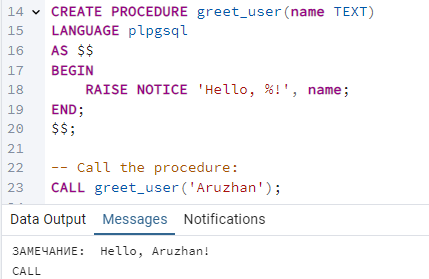 14 CREATE PROCEDURE greet_user(name TEXT)
15 LANGUAGE plpgsql
16 AS $$
17 BEGIN
18     RAISE NOTICE 'Hello, %!', name;
19 END;
20 $$;
21
22 -- Call the procedure:
23 CALL greet_user('Aruzhan');
Data Output Messages Notifications
ЗАМЕЧАНИЕ:  Hello, Aruzhan!
CALL